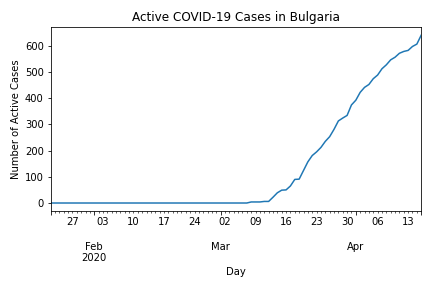 Active COVID-19 Cases in Bulgaria
Number of Active Cases
600
500
400
300
200
100
0
27 03 10 17 24 02 09 16 23 30 06 13
Feb Mar Apr
2020
Day